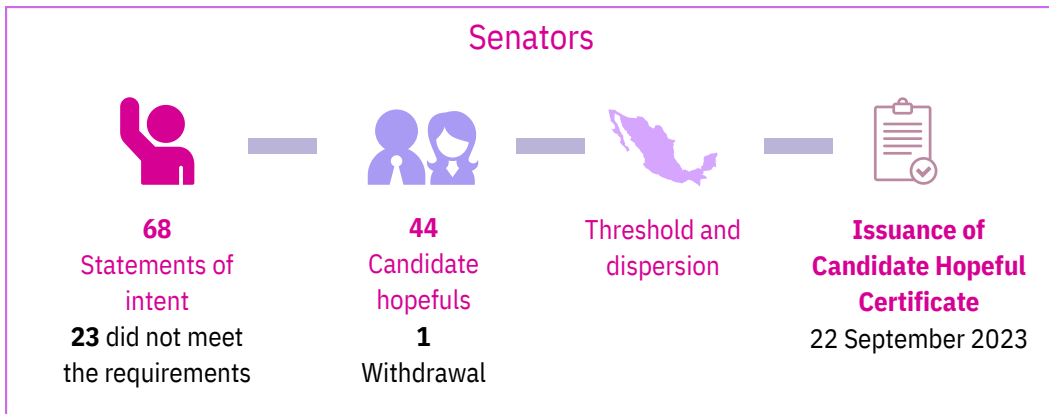 Senators
68
Statements of
intent
23 did not meet
the requirements
44
Candidate
hopefuls
1
Withdrawal
Threshold and
dispersion
Issuance of
Candidate Hopeful
Certificate
22 September 2023